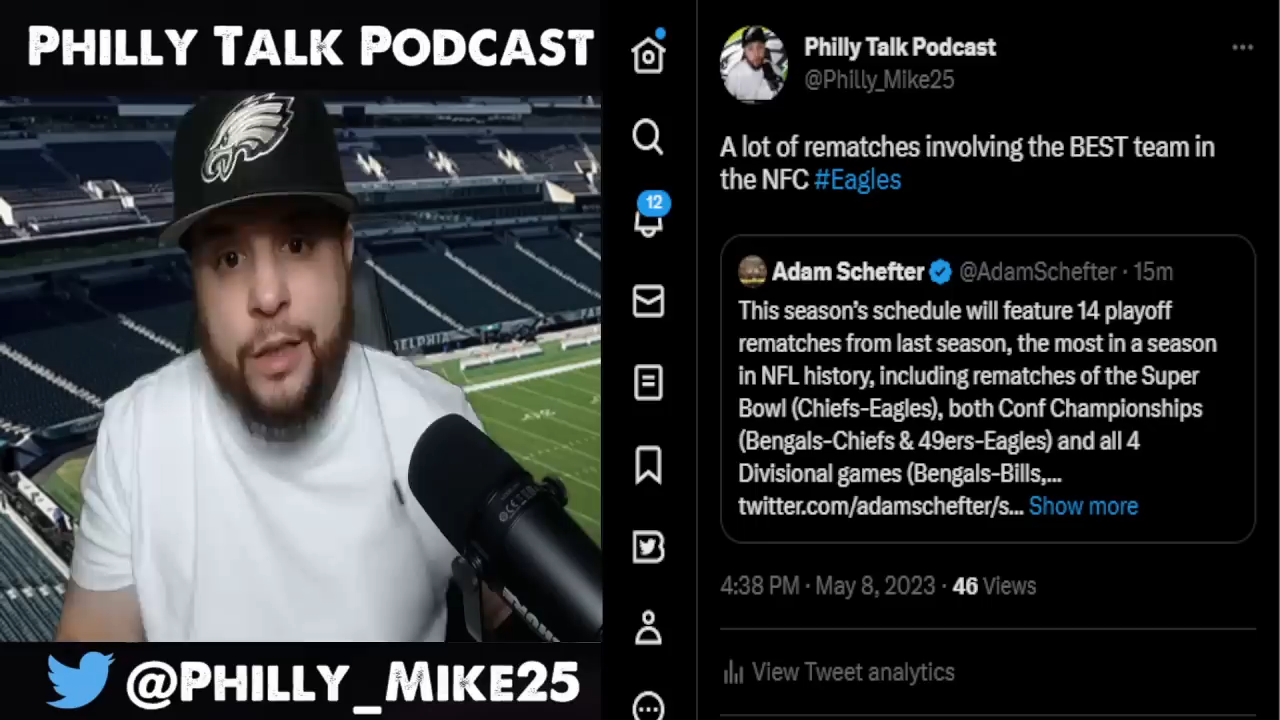 PHILLY TALK PODCAST
DELPHIA
@PHILLY_MIKE25
12
Philly Talk Podcast
@Philly_Mike25
A lot of rematches involving the BEST team in
the NFC #Eagles
Adam Schefter @AdamSchefter · 15m
This season's schedule will feature 14 playoff
rematches from last season, the most in a season
in NFL history, including rematches of the Super
Bowl (Chiefs-Eagles), both Conf Championships
(Bengals-Chiefs & 49ers-Eagles) and all 4
Divisional games (Bengals-Bills,...
twitter.com/adamschefter/s... Show more
4:38 PM · May 8, 2023 · 46 Views
View Tweet analytics